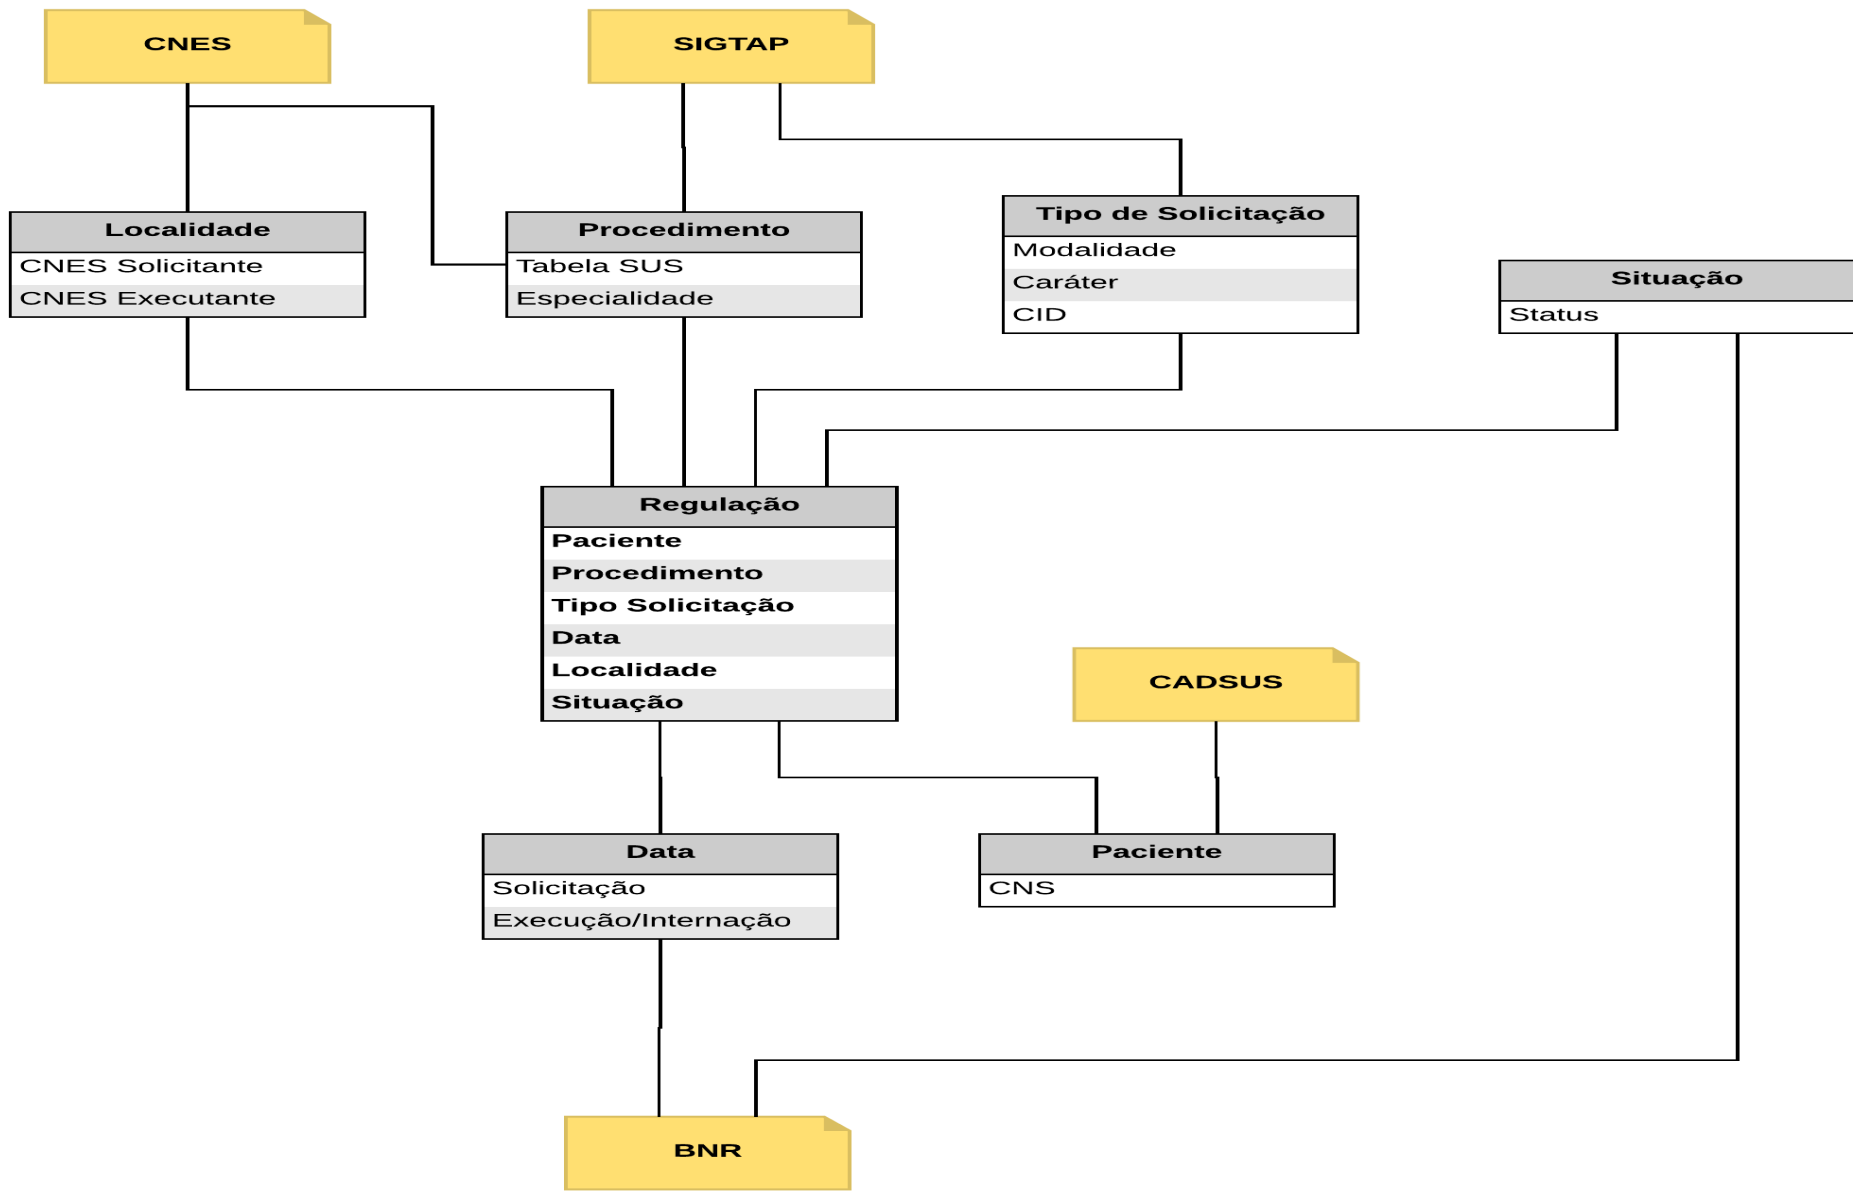 CNES
SIGTAP
Localidade
CNES Solicitante
CNES Executante
Procedimento
Tabela SUS
Especialidade
Tipo de Solicitação
Modalidade
Caráter
CID
Situação
Status
Regulação
Paciente
Procedimento
Tipo Solicitação
Data
Localidade
Situação
CADSUS
Data
Solicitação
Execução/Internação
Paciente
CNS
BNR